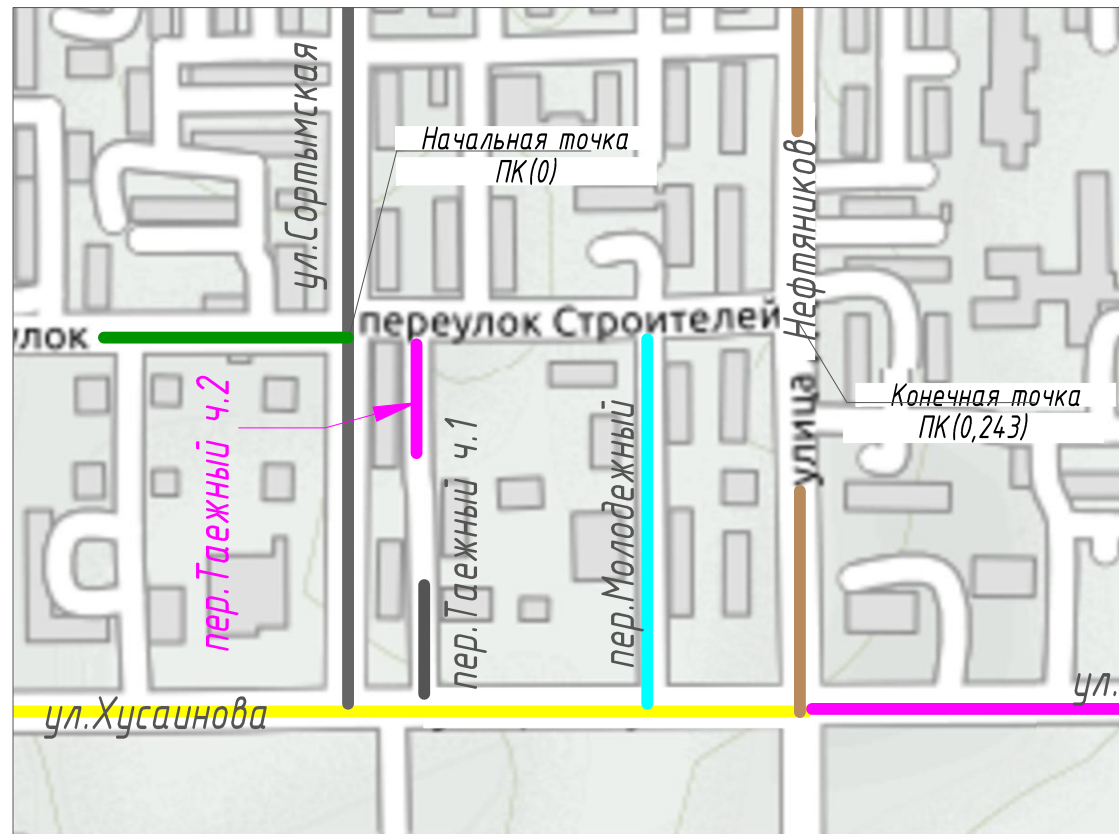 ул.Сортымская
Начальная точка
ПК(0)
Нефтяников
улица
улок
переулок Строителей
Конечная точка
ПК(0,243)
пер.Таежный ч.2
пер.Таежный ч.1
пер.Молодежный
ул.Хусаинова
ул.